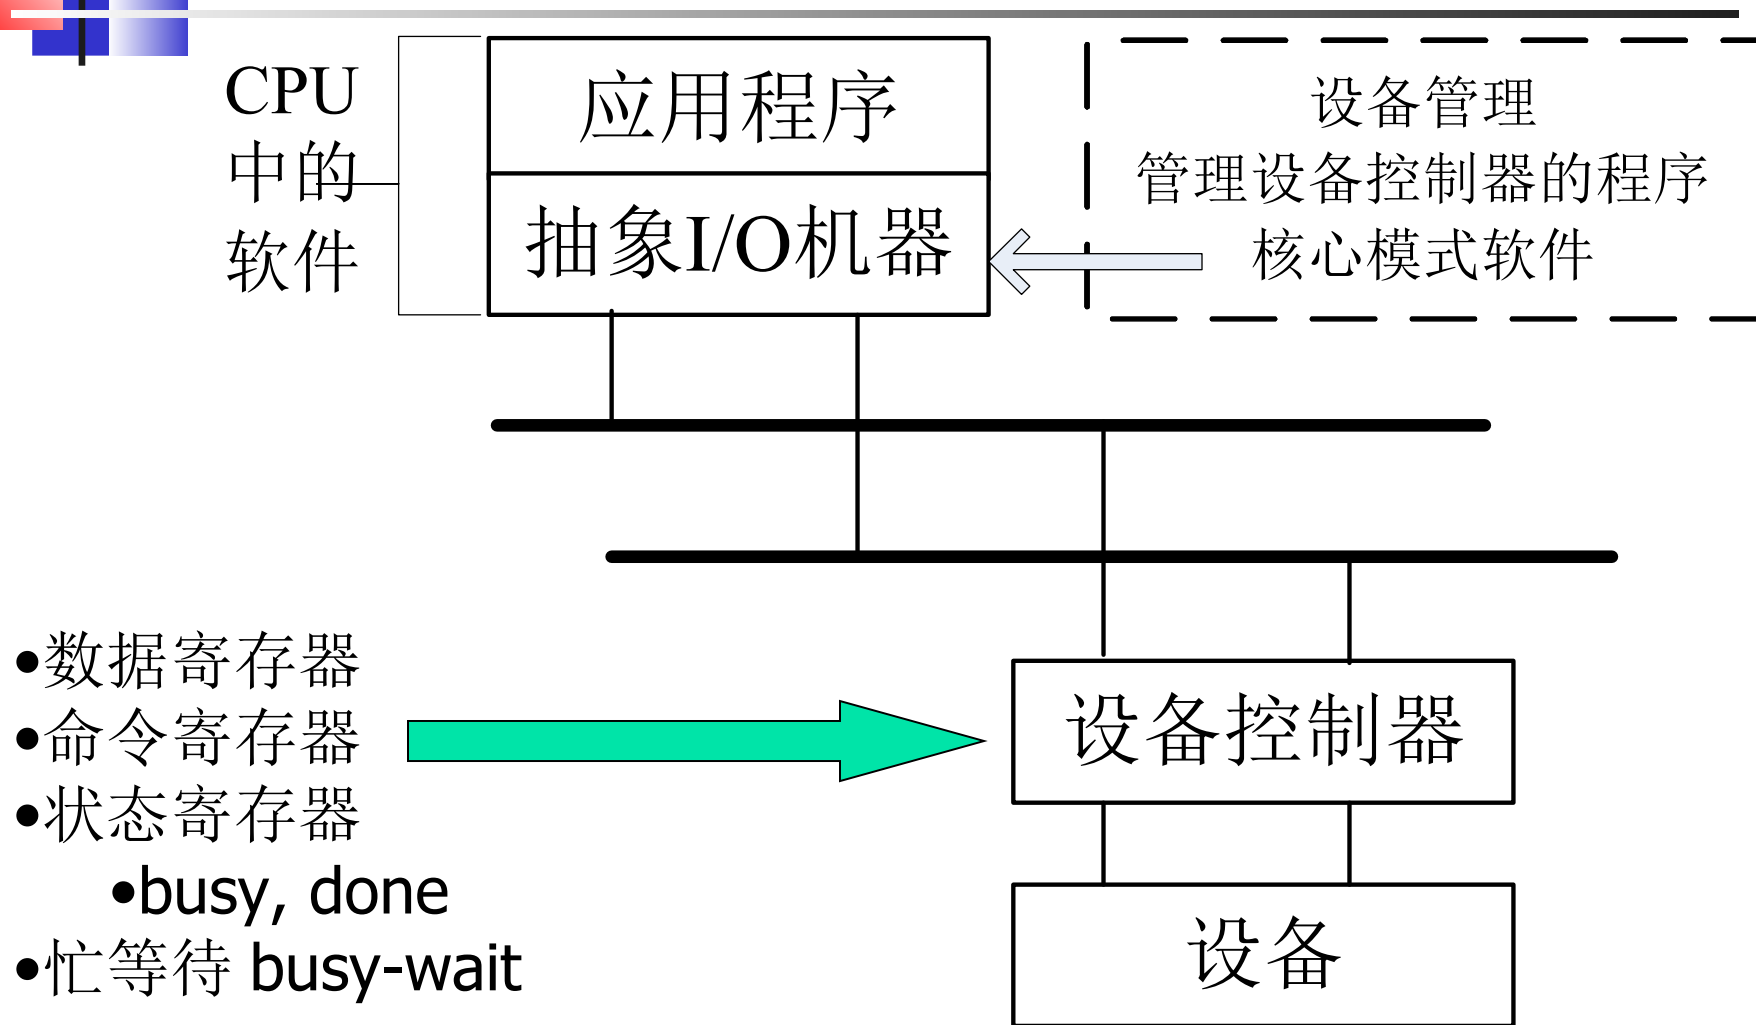 CPU
中的
软件
应用程序
抽象I/O机器
设备管理
管理设备控制器的程序
核心模式软件
•数据寄存器
•命令寄存器
•状态寄存器
•busy, done
•忙等待 busy-wait
设备控制器
设备